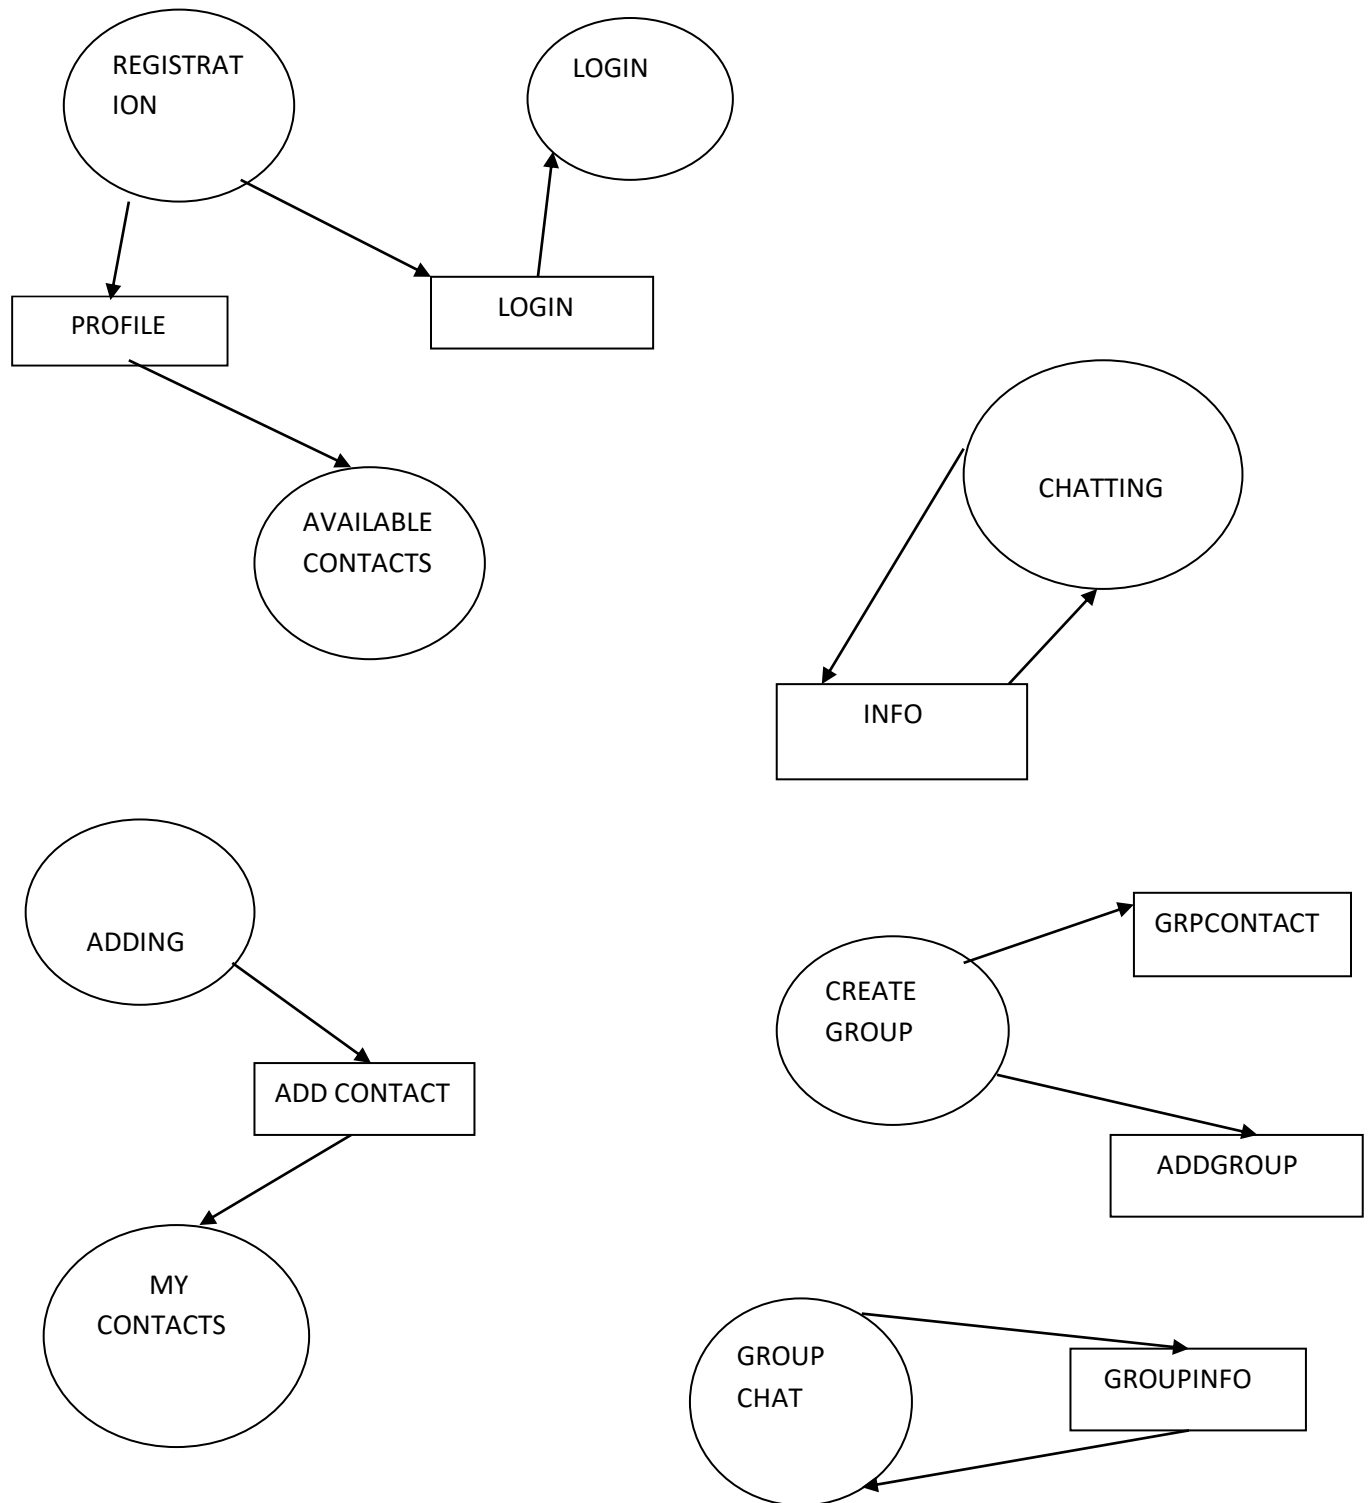 REGISTRAT
ION
LOGIN
LOGIN
PROFILE
AVAILABLE
CONTACTS
CHATTING
INFO
ADDING
GRPCONTACT
CREATE
GROUP
ADD CONTACT
ADDGROUP
MY
CONTACTS
GROUP
CHAT
GROUPINFO